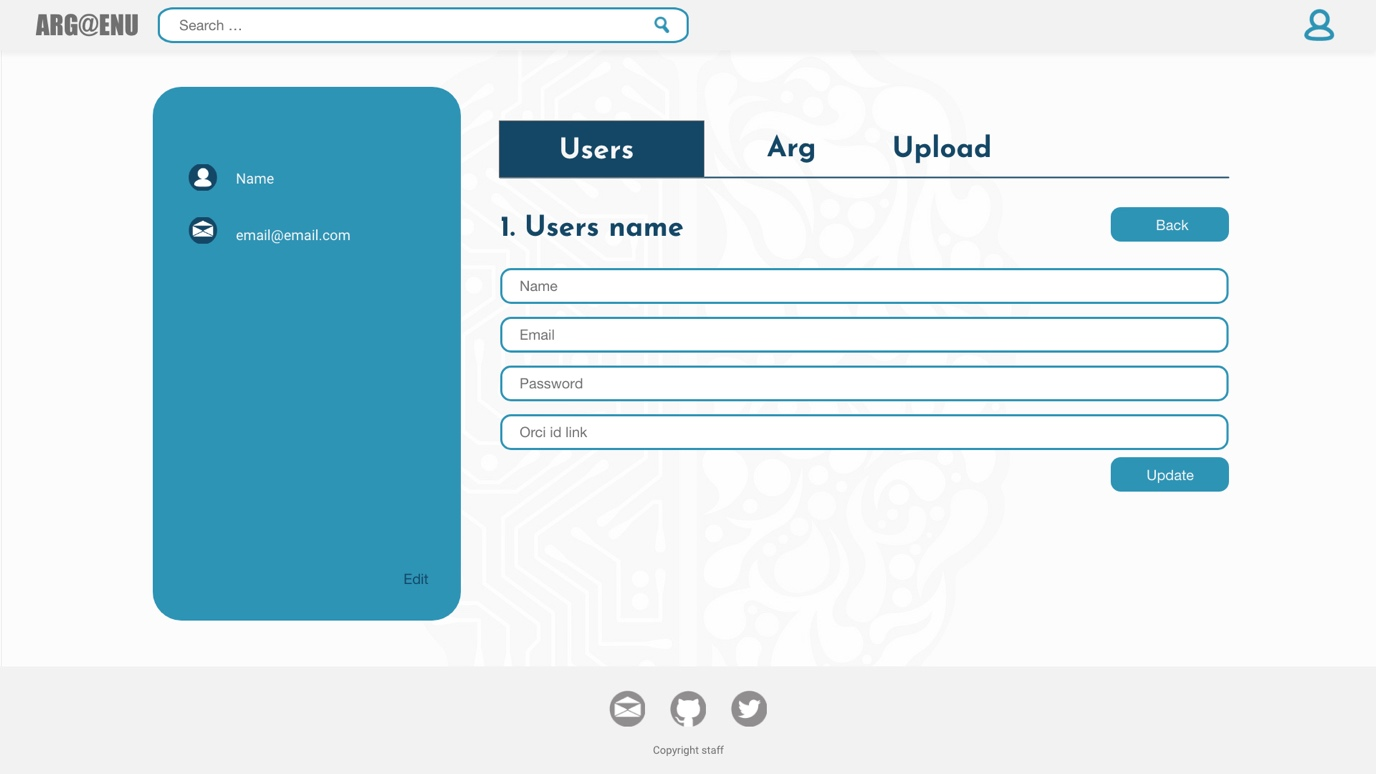 ARG@ENU
Search ...
Name
email@email.com
Edit
Users Arg Upload
1. Users name
Back
Name
Email
Password
Orci id link
Update
Copyright staff